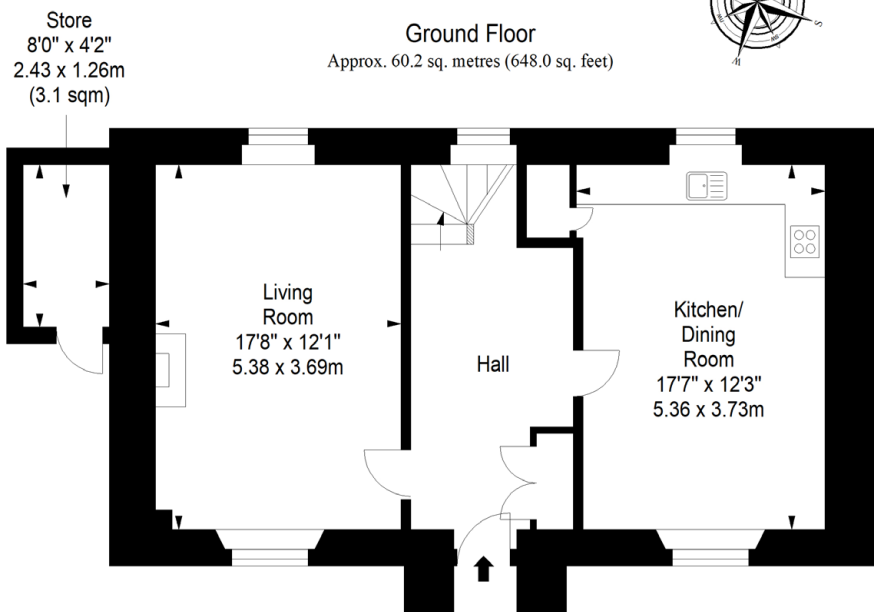 Store
8'0" x 4'2"
2.43 x 1.26m
(3.1 sqm)
Ground Floor
Approx. 60.2 sq. metres (648.0 sq. feet)
S
W
Living
Room
17'8" x 12'1"
5.38 x 3.69m
Hall
Kitchen/
Dining
Room
17'7" x 12'3"
5.36 x 3.73m